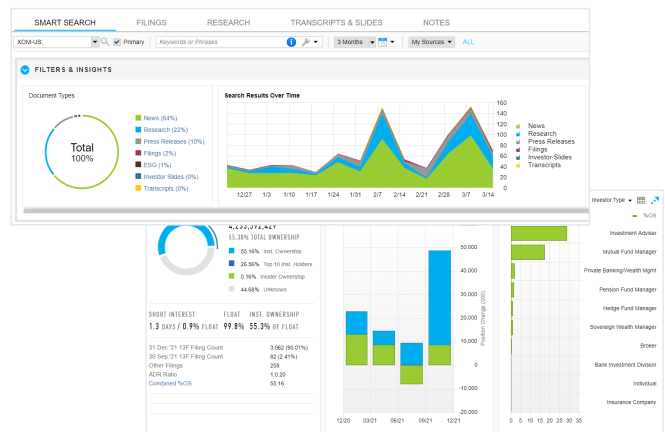 SMART SEARCH FILINGS RESEARCH TRANSCRIPTS & SLIDES NOTES
XOM-US; Primary Keyword or Phrases 3 Months My Sources ALL
FILTERS & INSIGHTS
Document Types
Total
100%
News (64%)
Research (22%)
Press Releases (10%)
Filings (2%)
ESG (1%)
Investor Slides (0%)
Transcripts (0%)
Search Results Over Time
160
140
120
100
80
60
40
20
0
12/27 1/3 1/10 1/17 1/24 1/31 2/7 2/14 2/21 2/28 3/7 3/14
News
Research
Press Releases
Filings
Investor Slides
Transcripts
55.38% TOTAL OWNERSHIP
55.16% Inst. Ownership
26.56% Top 10 Inst. Holders
0.16% Insider Ownership
44.68% Unknown
SHORT INTEREST FLOAT INST. OWNERSHIP
1.3 DAYS / 0.9% FLOAT 99.8% 55.3% OF FLOAT
31 Dec '21 13F Filing Count 3,062 (90.01%)
30 Sep '21 13F Filing Count 82 (2.41%)
Other Filings 258
ADR Ratio 1:0.20
Combined %OS 55.16
50,000
40,000
30,000
20,000
10,000
0
-10,000
-20,000
Position Change (000)
12/20 03/21 06/21 09/21 12/21
Investor Type
%OS
Investment Adviser
Mutual Fund Manager
Private Banking/Wealth Mgmt
Pension Fund Manager
Hedge Fund Manager
Sovereign Wealth Manager
Broker
Bank Investment Division
Individual
Insurance Company
0 5 10 15 20 25 30 35